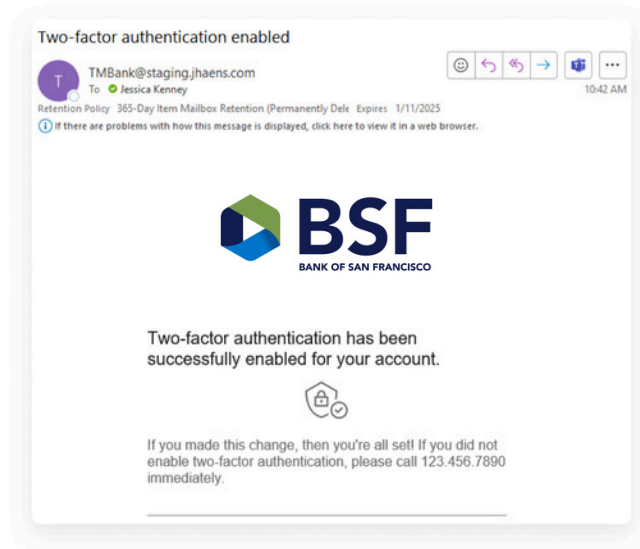 Two-factor authentication enabled
T
TMBank@staging.jhaens.com
To Jessica Kenney
10:42 AM
Retention Policy 365-Day Item Mailbox Retention (Permanently Dele Expires 1/11/2025
If there are problems with how this message is displayed, click here to view it in a web browser.
BSF
BANK OF SAN FRANCISCO
Two-factor authentication has been
successfully enabled for your account.
If you made this change, then you're all set! If you did not
enable two-factor authentication, please call 123.456.7890
immediately.